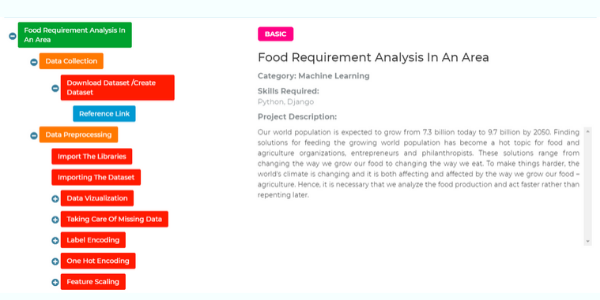 Food Requirement Analysis In
An Area
Data Collection
Download Dataset /Create
Dataset
Reference Link
Data Preprocessing
Import The Libraries
Importing The Dataset
Data Vizualization
Taking Care Of Missing Data
Label Encoding
One Hot Encoding
Feature Scaling
BASIC
Food Requirement Analysis In An Area
Category: Machine Learning
Skills Required:
Python, Django
Project Description:
Our world population is expected to grow from 7.3 billion today to 9.7 billion by 2050. Finding
solutions for feeding the growing world population has become a hot topic for food and
agriculture organizations, entrepreneurs and philanthropists. These solutions range from
changing the way we grow our food to changing the way we eat. To make things harder, the
world's climate is changing and it is both affecting and affected by the way we grow our food –
agriculture. Hence, it is necessary that we analyze the food production and act faster rather than
repenting later.